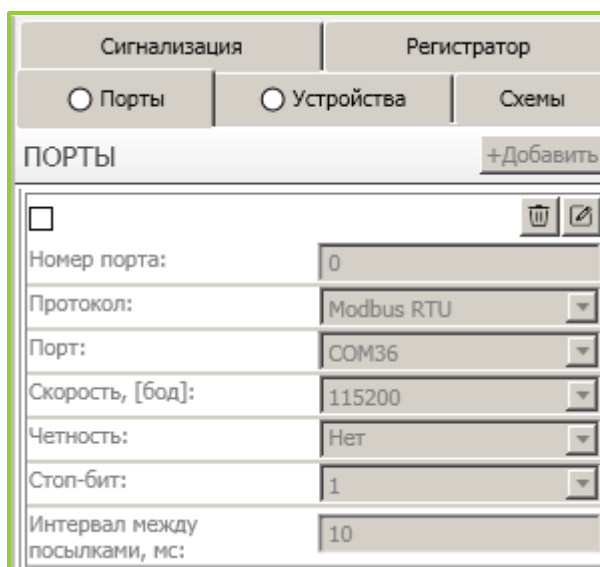 Сигнализация Регистратор
Порты Устройства Схемы
ПОРТЫ +Добавить
Номер порта: 0
Протокол: Modbus RTU
Порт: COM36
Скорость, [бод]: 115200
Четность: Нет
Стоп-бит: 1
Интервал между
посылками, мс: 10